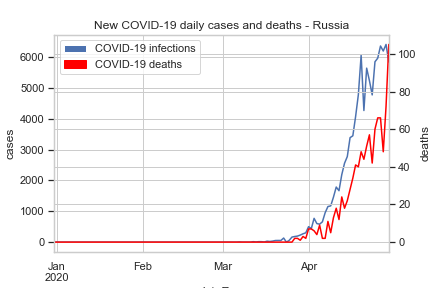 New COVID-19 daily cases and deaths - Russia
COVID-19 infections
COVID-19 deaths
6000
5000
4000
3000
2000
1000
0
cases
100
80
60
40
20
0
deaths
Jan
2020
Feb
Mar
Apr